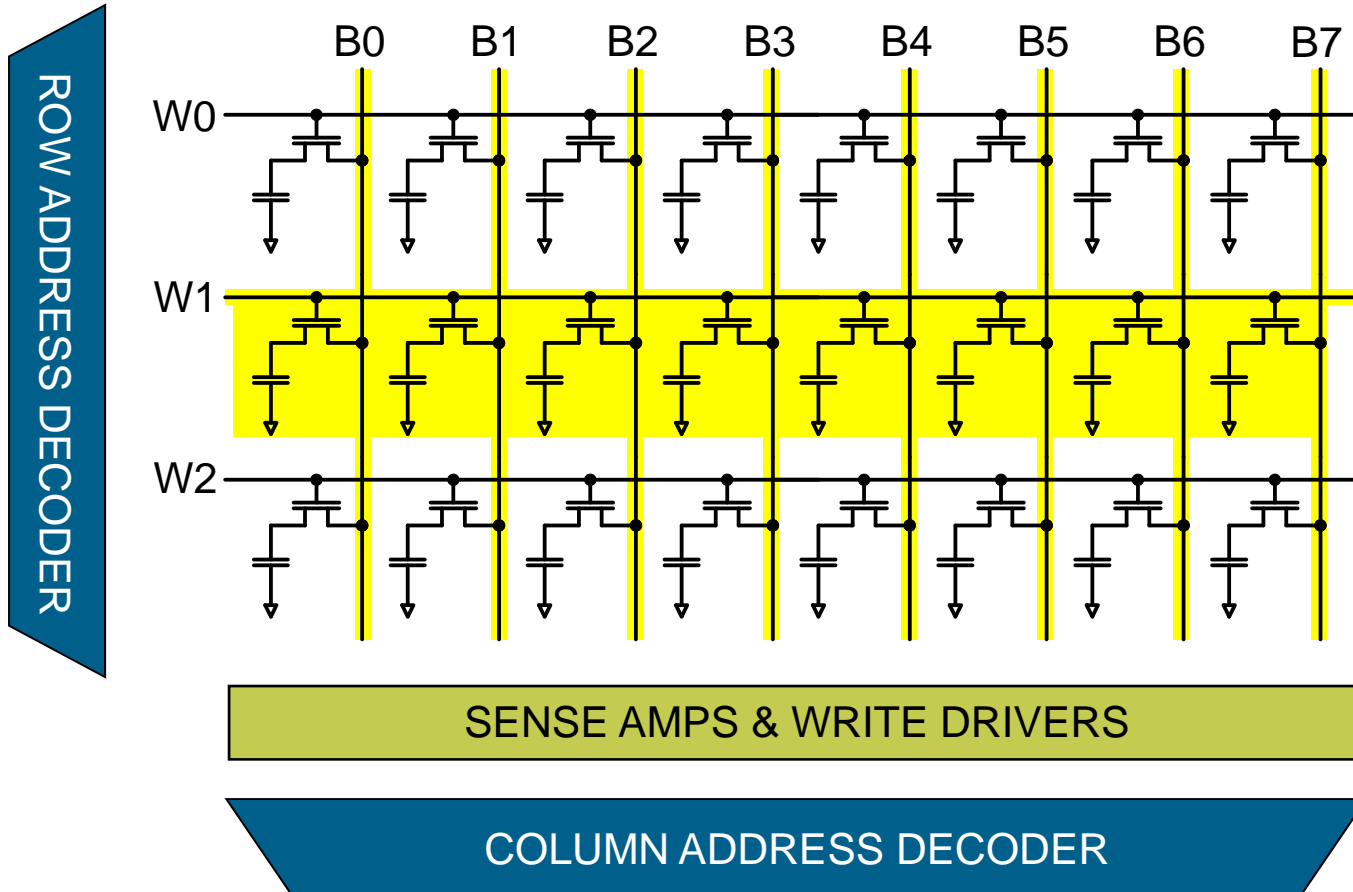 B0 B1 B2 B3 B4 B5 B6 B7
ROW ADDRESS DECODER
W0
W1
W2
SENSE AMPS & WRITE DRIVERS
COLUMN ADDRESS DECODER